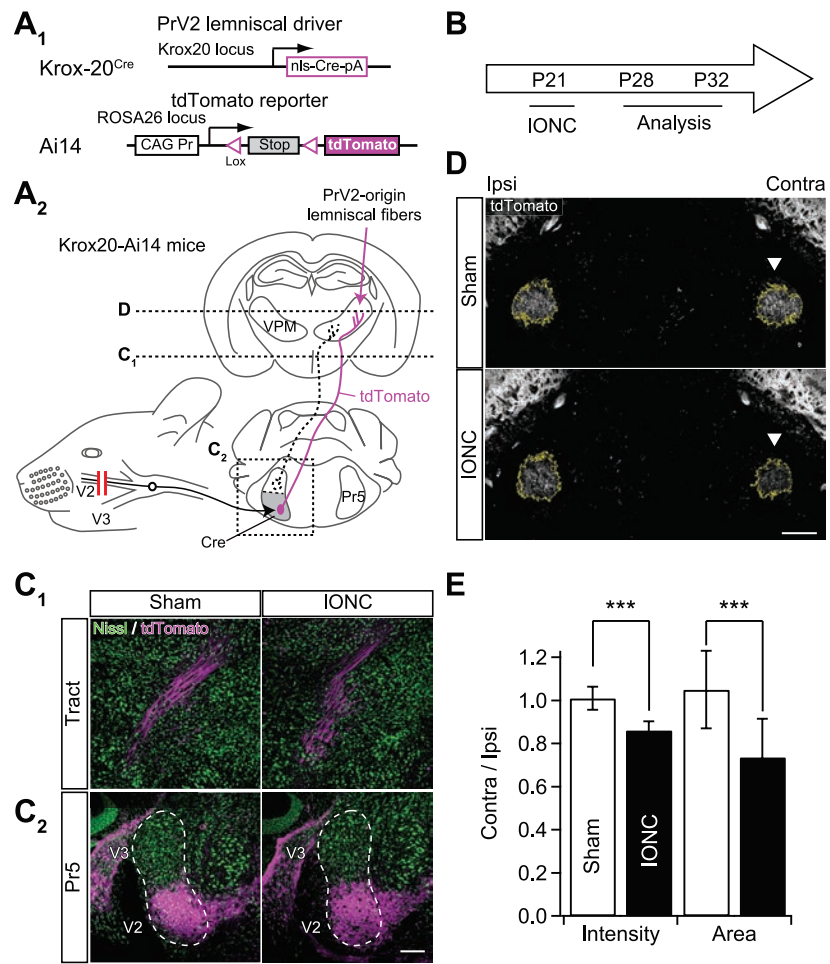 A1
PrV2 lemniscal driver
Krox20 locus
Krox-20Cre
nls-Cre-pA
tdTomato reporter
ROSA26 locus
Ai14
CAG Pr
Lox
Stop
tdTomato
A2
PrV2-origin
lemniscal fibers
Krox20-Ai14 mice
D
VPM
C1
tdTomato
C2
V2
V3
Pr5
Cre
B
P21
P28
P32
IONC
Analysis
D
Ipsi
Contra
tdTomato
Sham
IONC
C1
Sham
IONC
Nissl / tdTomato
Tract
C2
Pr5
V3
V2
V3
V2
E
***
***
Contra / Ipsi
1.2
1.0
0.8
0.6
0.4
0.2
0.0
Sham
IONC
Intensity
Area